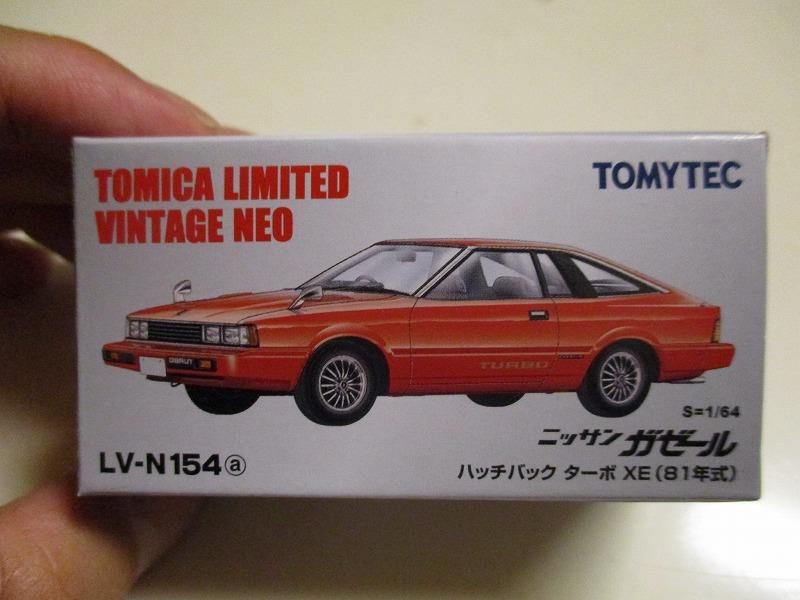 TOMICA LIMITED
VINTAGE NEO
TOMYTEC
TURBO
S=1/64
LV-N154ⓐ
ニッサン ガゼール
ハッチバック ターボ XE(81年式)